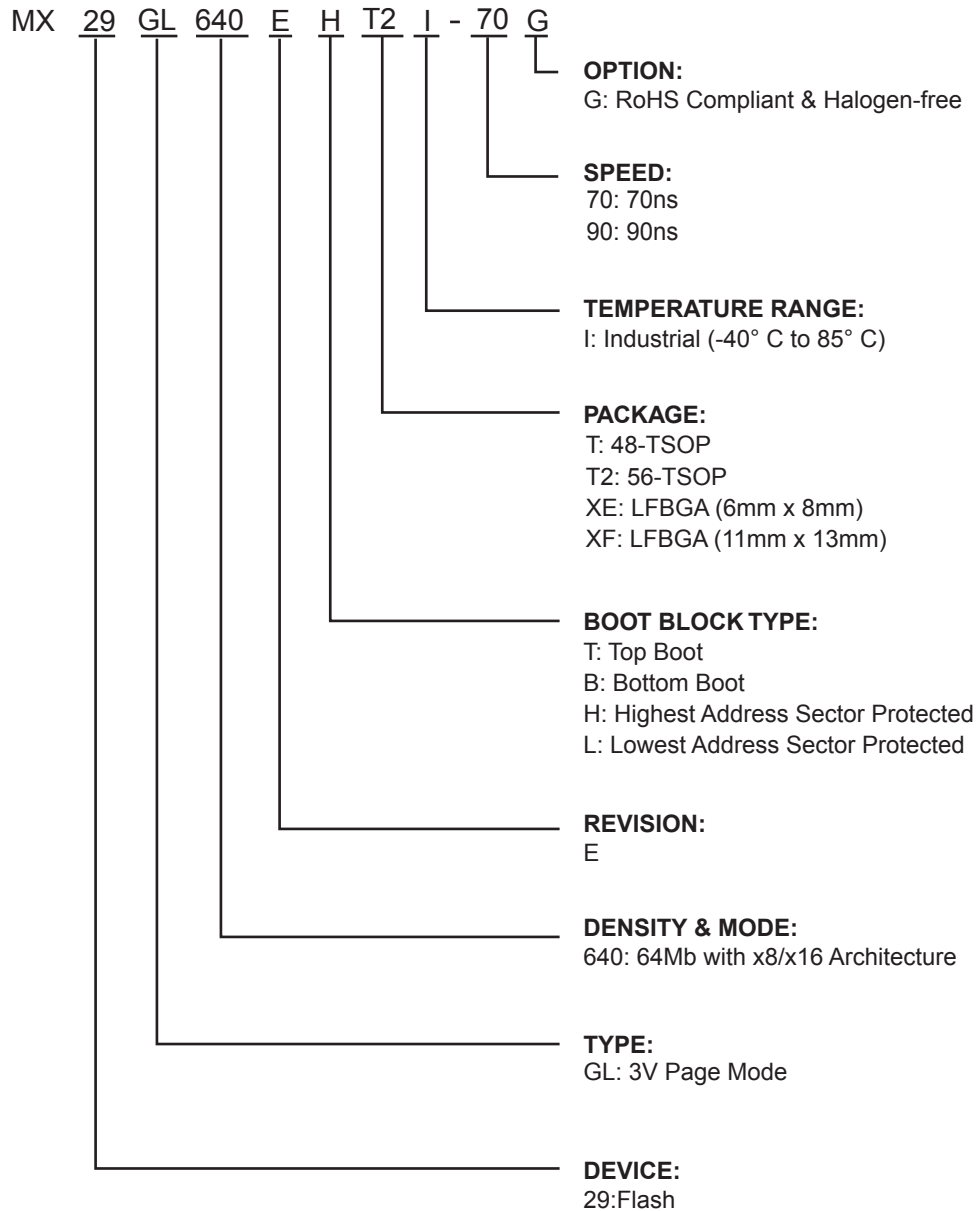 MX 29 GL 640 E H T2 I - 70 G
OPTION:
G: RoHS Compliant & Halogen-free
SPEED:
70: 70ns
90: 90ns
TEMPERATURE RANGE:
I: Industrial (-40° C to 85° C)
PACKAGE:
T: 48-TSOP
T2: 56-TSOP
XE: LFBGA (6mm x 8mm)
XF: LFBGA (11mm x 13mm)
BOOT BLOCK TYPE:
T: Top Boot
B: Bottom Boot
H: Highest Address Sector Protected
L: Lowest Address Sector Protected
REVISION:
E
DENSITY & MODE:
640: 64Mb with x8/x16 Architecture
TYPE:
GL: 3V Page Mode
DEVICE:
29:Flash